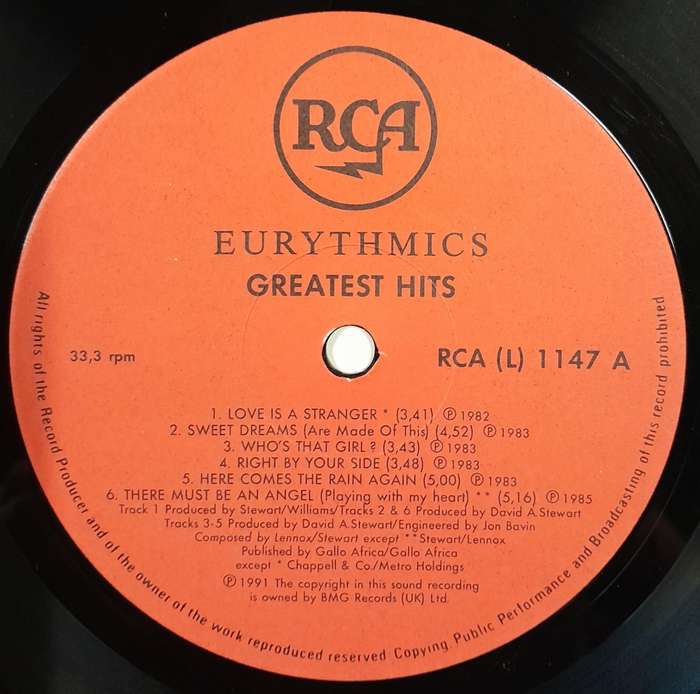 RCA
EURYTHMICS
GREATEST HITS
33,3 rpm
RCA (L) 1147 A
1. LOVE IS A STRANGER * (3,41) Ⓟ 1982
2. SWEET DREAMS (Are Made Of This) (4,52) Ⓟ 1983
3. WHO'S THAT GIRL? (3,43) Ⓟ 1983
4. RIGHT BY YOUR SIDE (3,48) Ⓟ 1983
5. HERE COMES THE RAIN AGAIN (5,00) Ⓟ 1983
6. THERE MUST BE AN ANGEL (Playing with my heart) ** (5,16) Ⓟ 1985
Track 1 Produced by Stewart/Williams/Tracks 2 & 6 Produced by David A.Stewart
Tracks 3-5 Produced by David A.Stewart/Engineered by Jon Bavin
Composed by Lennox/Stewart except **Stewart/Lennox
Published by Gallo Africa/Gallo Africa
except * Chappell & Co./Metro Holdings
Ⓟ 1991 The copyright in this sound recording
is owned by BMG Records (UK) Ltd.
All rights of the Record Producer and of the owner of the work reproduced reserved. Copying, Public Performance and Broadcasting of this record prohibited